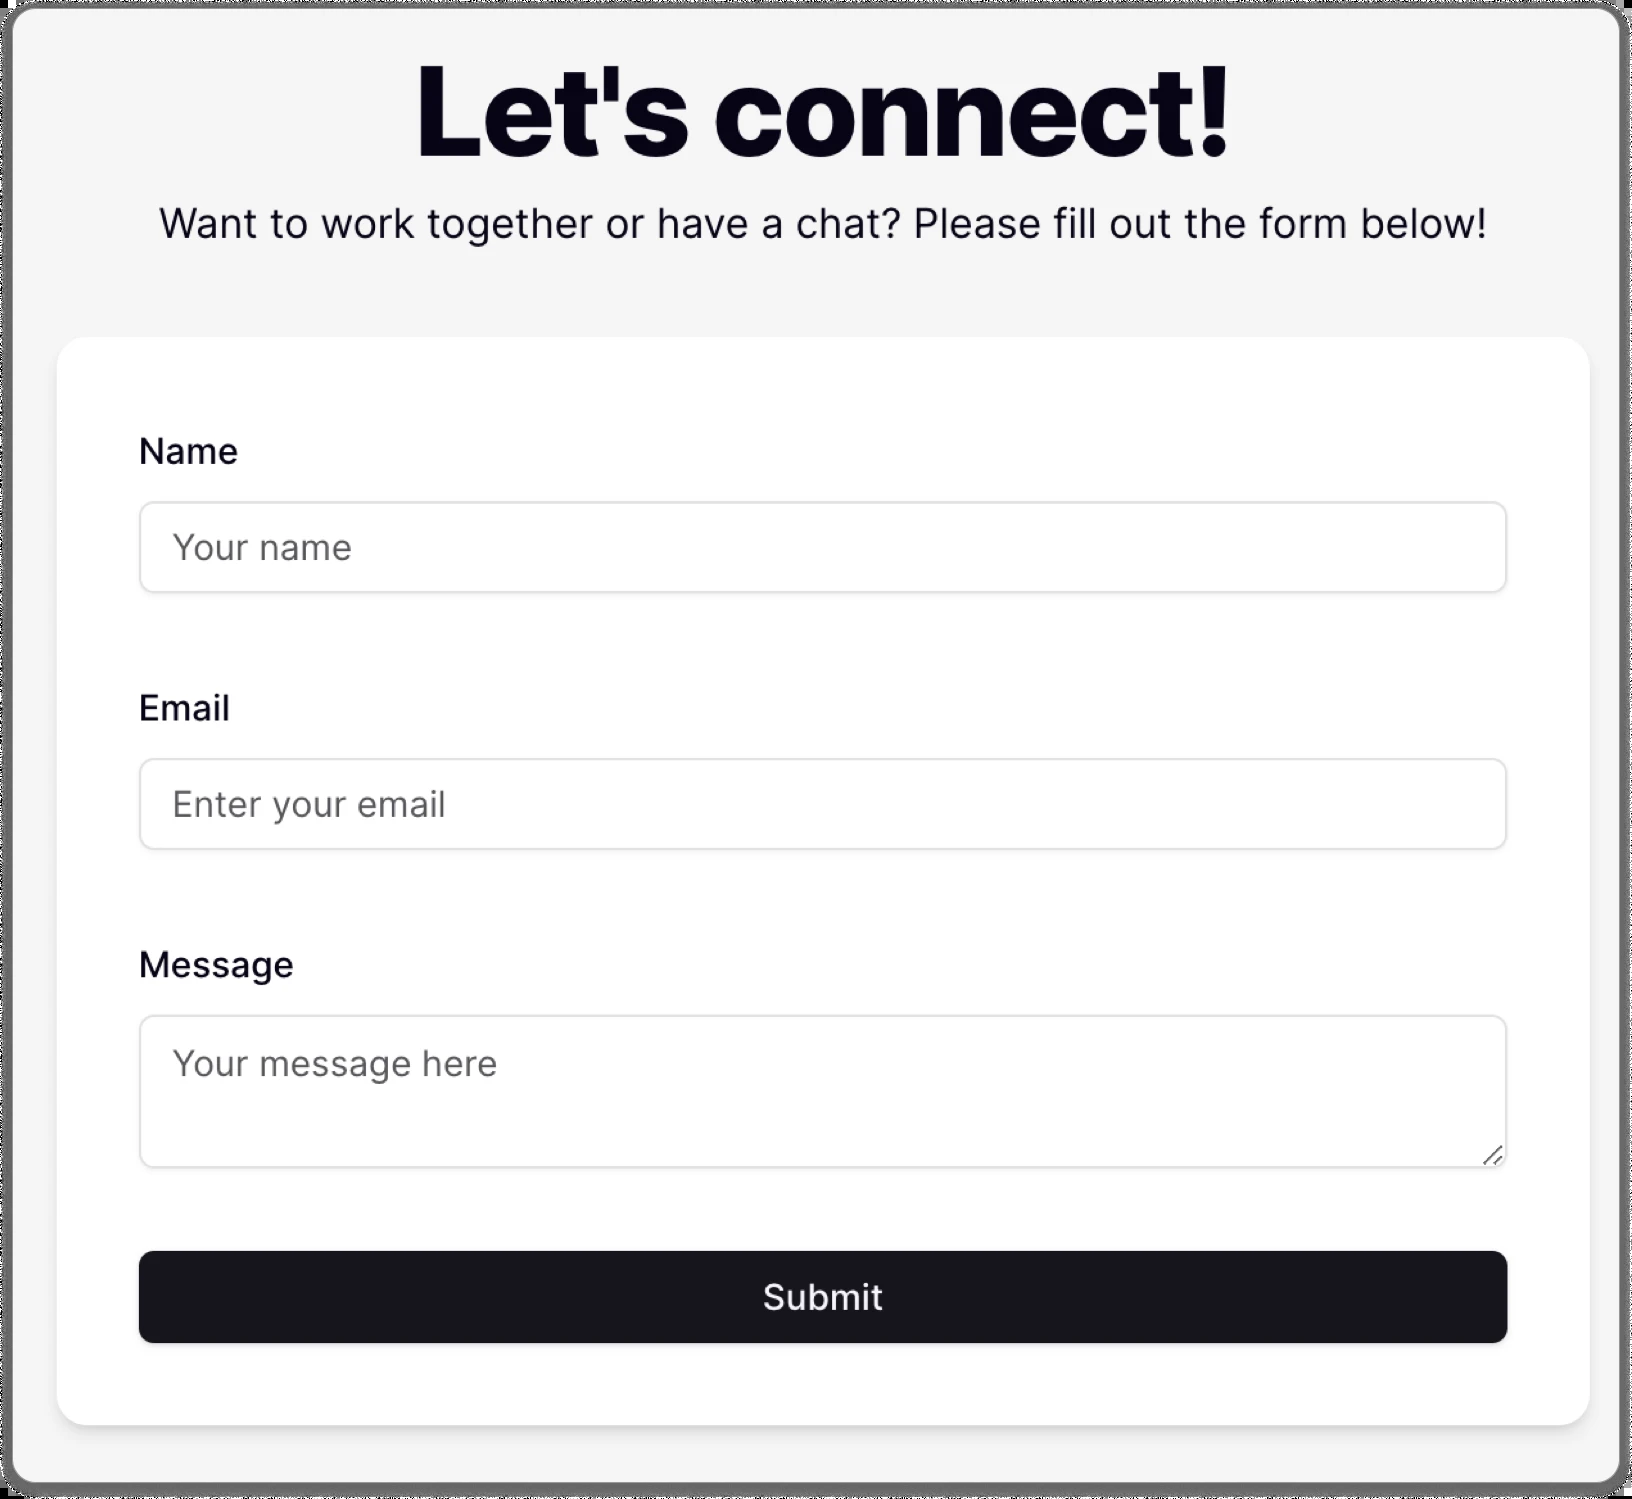 Let's connect!
Want to work together or have a chat? Please fill out the form below!
Name
Your name
Email
Enter your email
Message
Your message here
Submit